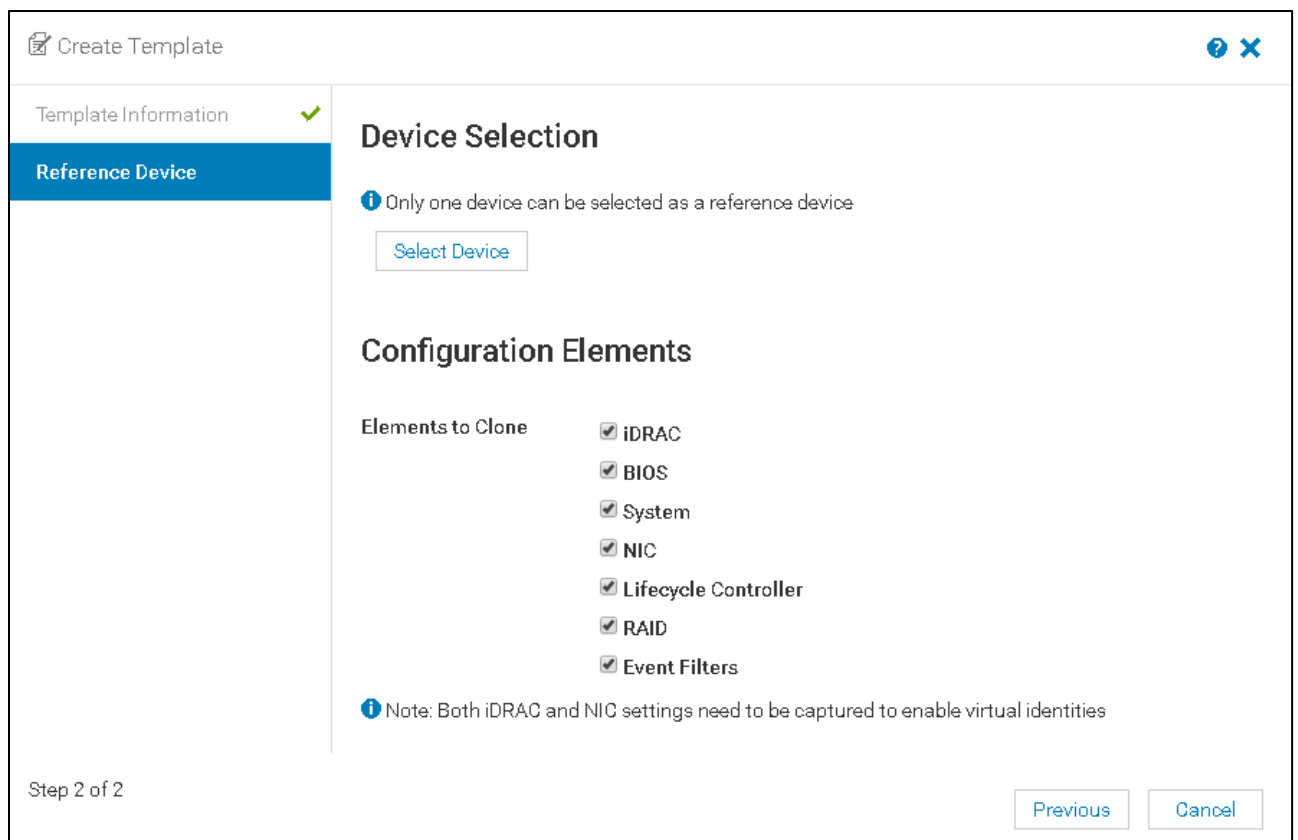 Create Template
Template Information
Reference Device
Device Selection
Only one device can be selected as a reference device
Select Device
Configuration Elements
Elements to Clone
iDRAC
BIOS
System
NIC
Lifecycle Controller
RAID
Event Filters
Note: Both iDRAC and NIC settings need to be captured to enable virtual identities
Step 2 of 2
Previous
Cancel